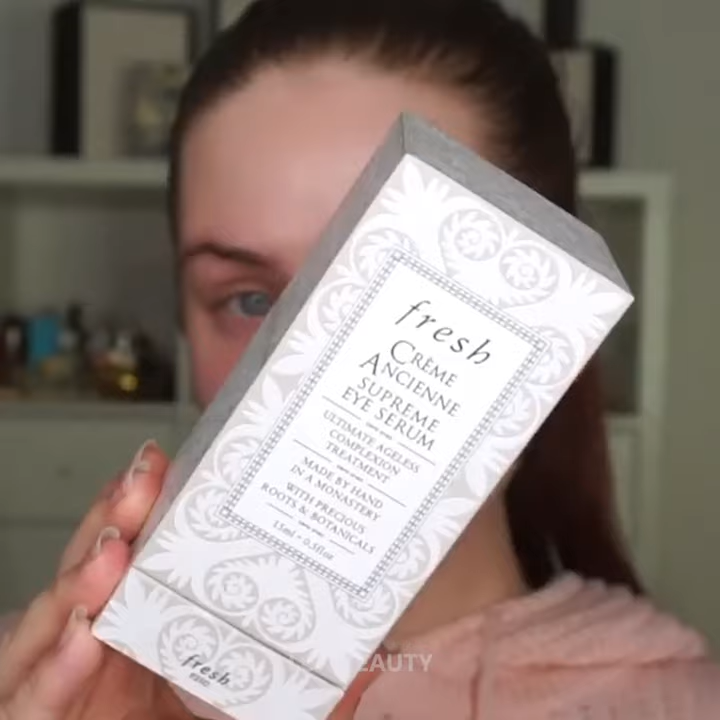 fresh
CRÈME
ANCIENNE
SUPREME
EYE SERUM
ULTIMATE AGELESS
COMPLEXION
TREATMENT
MADE BY HAND
IN A MONASTERY
WITH PRECIOUS
ROOTS & BOTANICALS
15ml ℮ 0.5fl oz
fresh